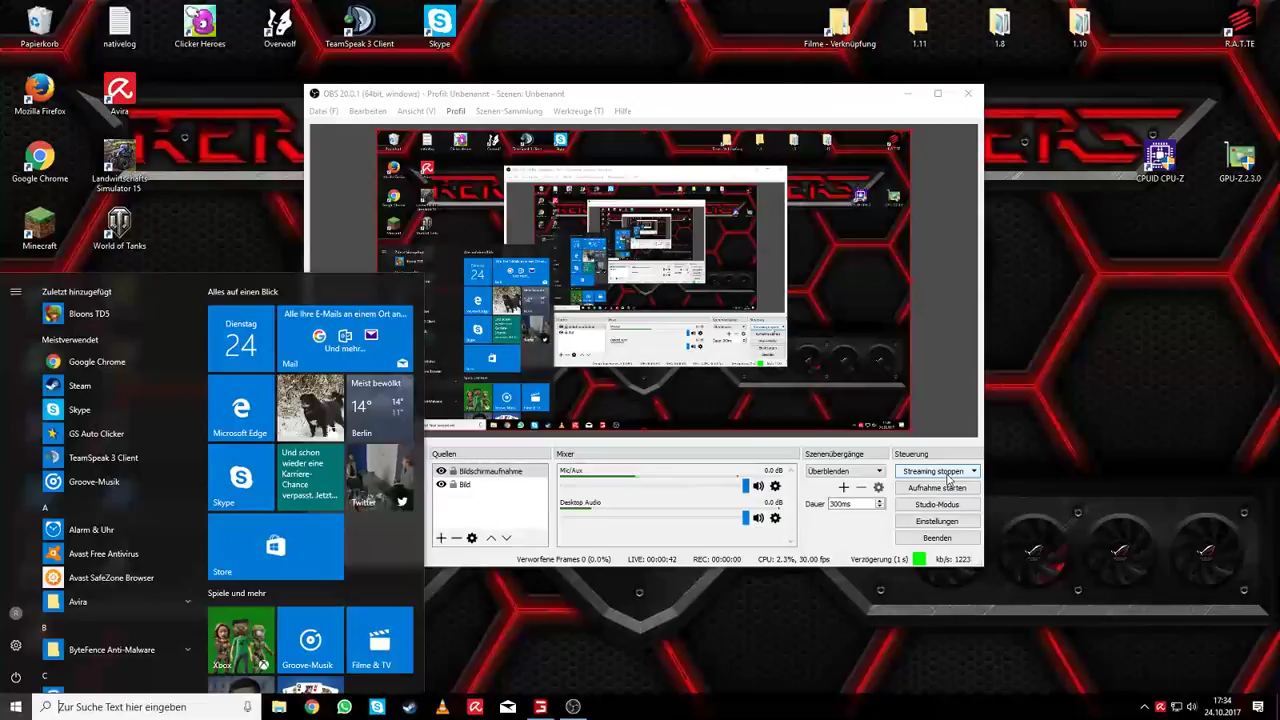 Papierkorb
nativelog
Clicker Heroes
Overwolf
TeamSpeak 3 Client
Skype
Filme - Verknüpfung
1.11
1.8
1.10
R.A.T.TE
Mozilla Firefox
Avira
Google Chrome
Landwirtschafts
Simulator 15
CPUID CPU-Z
GPU-Z.2.3.0
Minecraft
World of Tanks
OBS 20.0.1 (64bit, windows) - Profil: Unbenannt - Szenen: Unbenannt
Datei (F)
Bearbeiten
Ansicht (V)
Profil
Szenen-Sammlung
Werkzeuge (T)
Hilfe
Zuletzt hinzugefügt
Bloons TD5
Meistverwendet
Google Chrome
Steam
Skype
GS Auto Clicker
TeamSpeak 3 Client
Groove-Musik
A
Alarm & Uhr
Avast Free Antivirus
Avast SafeZone Browser
Avira
B
ByteFence Anti-Malware
C
Alles auf einen Blick
Dienstag
24
Alle Ihre E-Mails an einem Ort an...
Und mehr...
Mail
Microsoft Edge
Meist bewölkt
14°
14°
11°
Berlin
Skype
Und schon
wieder eine
Karriere-
Chance
verpasst. Jetzt...
Twitter
Store
Spiele und mehr
Xbox
Groove-Musik
Filme & TV
Quellen
Bildschirmaufnahme
Bild
Mixer
Mic/Aux
0.0 dB
Desktop Audio
0.0 dB
Szenenübergänge
Überblenden
Dauer
300ms
Steuerung
Streaming stoppen
Aufnahme starten
Studio-Modus
Einstellungen
Beenden
Verworfene Frames 0 (0.0%)
LIVE: 00:00:42
REC: 00:00:00
CPU: 2.3%, 30.00 fps
Verzögerung (1 s)
kb/s: 1223
Zur Suche Text hier eingeben
17:34
24.10.2017